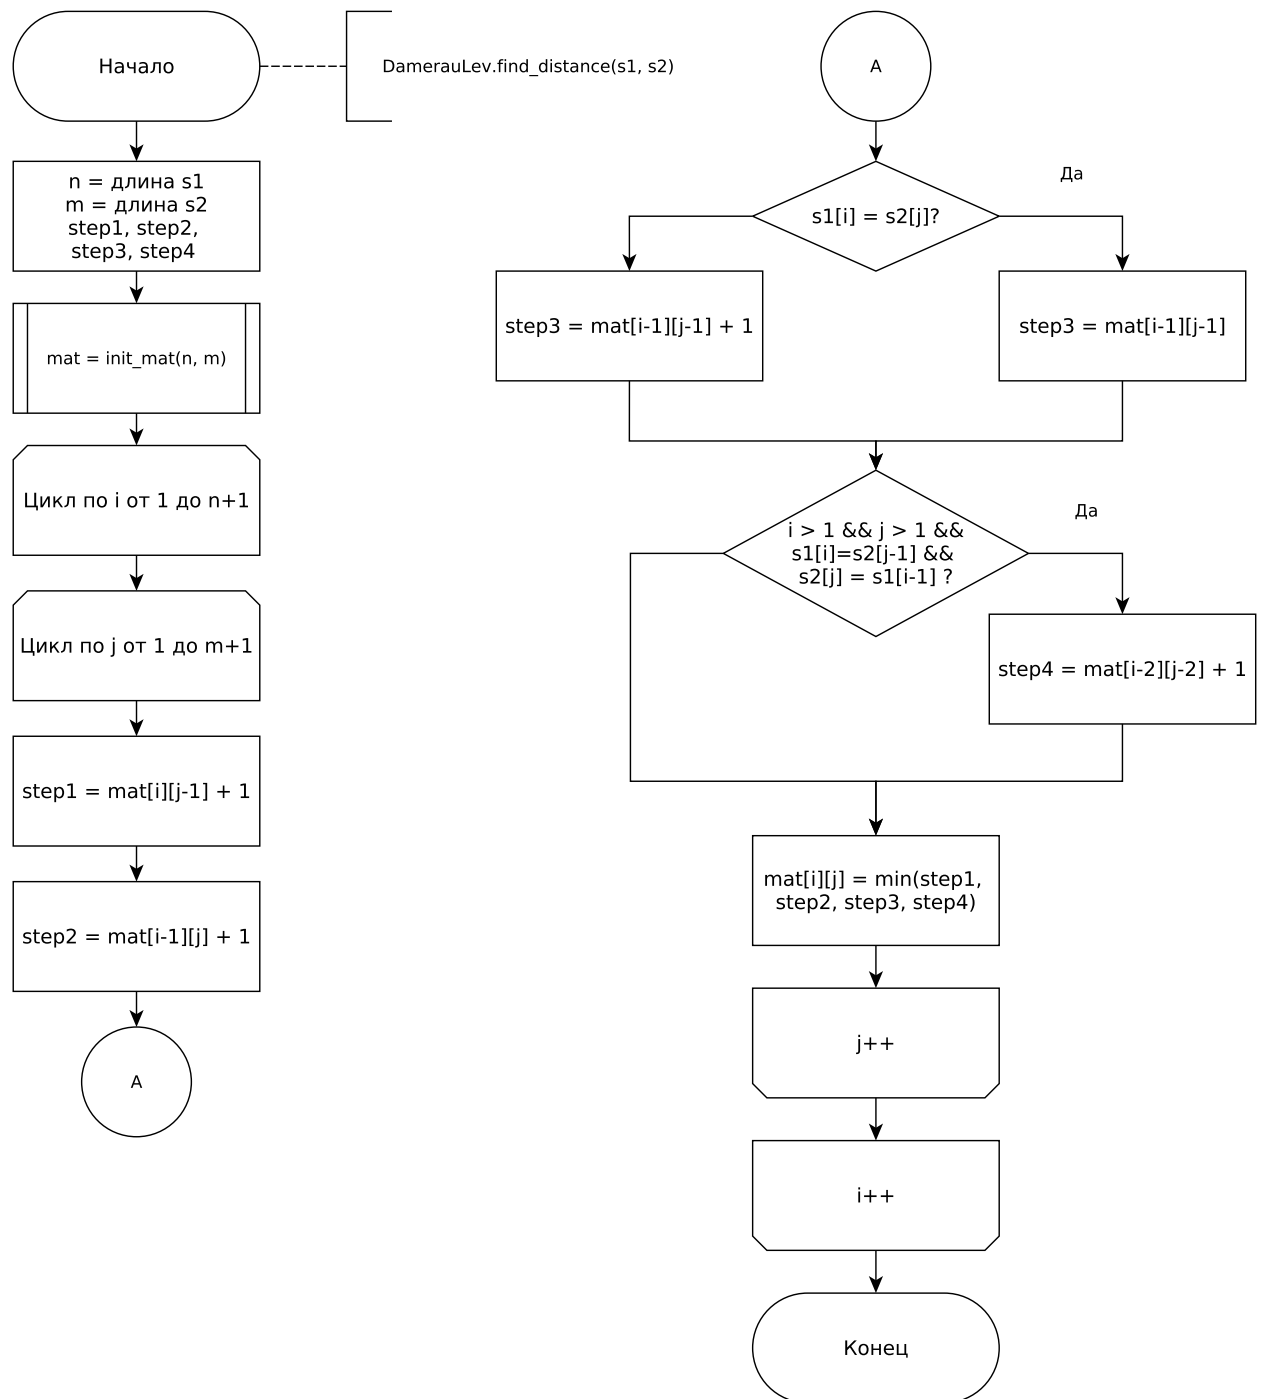 Начало
DamerauLev.find_distance(s1, s2)
n = длина s1
m = длина s2
step1, step2,
step3, step4
mat = init_mat(n, m)
Цикл по i от 1 до n+1
Цикл по j от 1 до m+1
step1 = mat[i][j-1] + 1
step2 = mat[i-1][j] + 1
A
A
Да
s1[i] = s2[j]?
step3 = mat[i-1][j-1] + 1
step3 = mat[i-1][j-1]
Да
i > 1 && j > 1 &&
s1[i]=s2[j-1] &&
s2[j] = s1[i-1] ?
step4 = mat[i-2][j-2] + 1
mat[i][j] = min(step1,
step2, step3, step4)
j++
i++
Конец